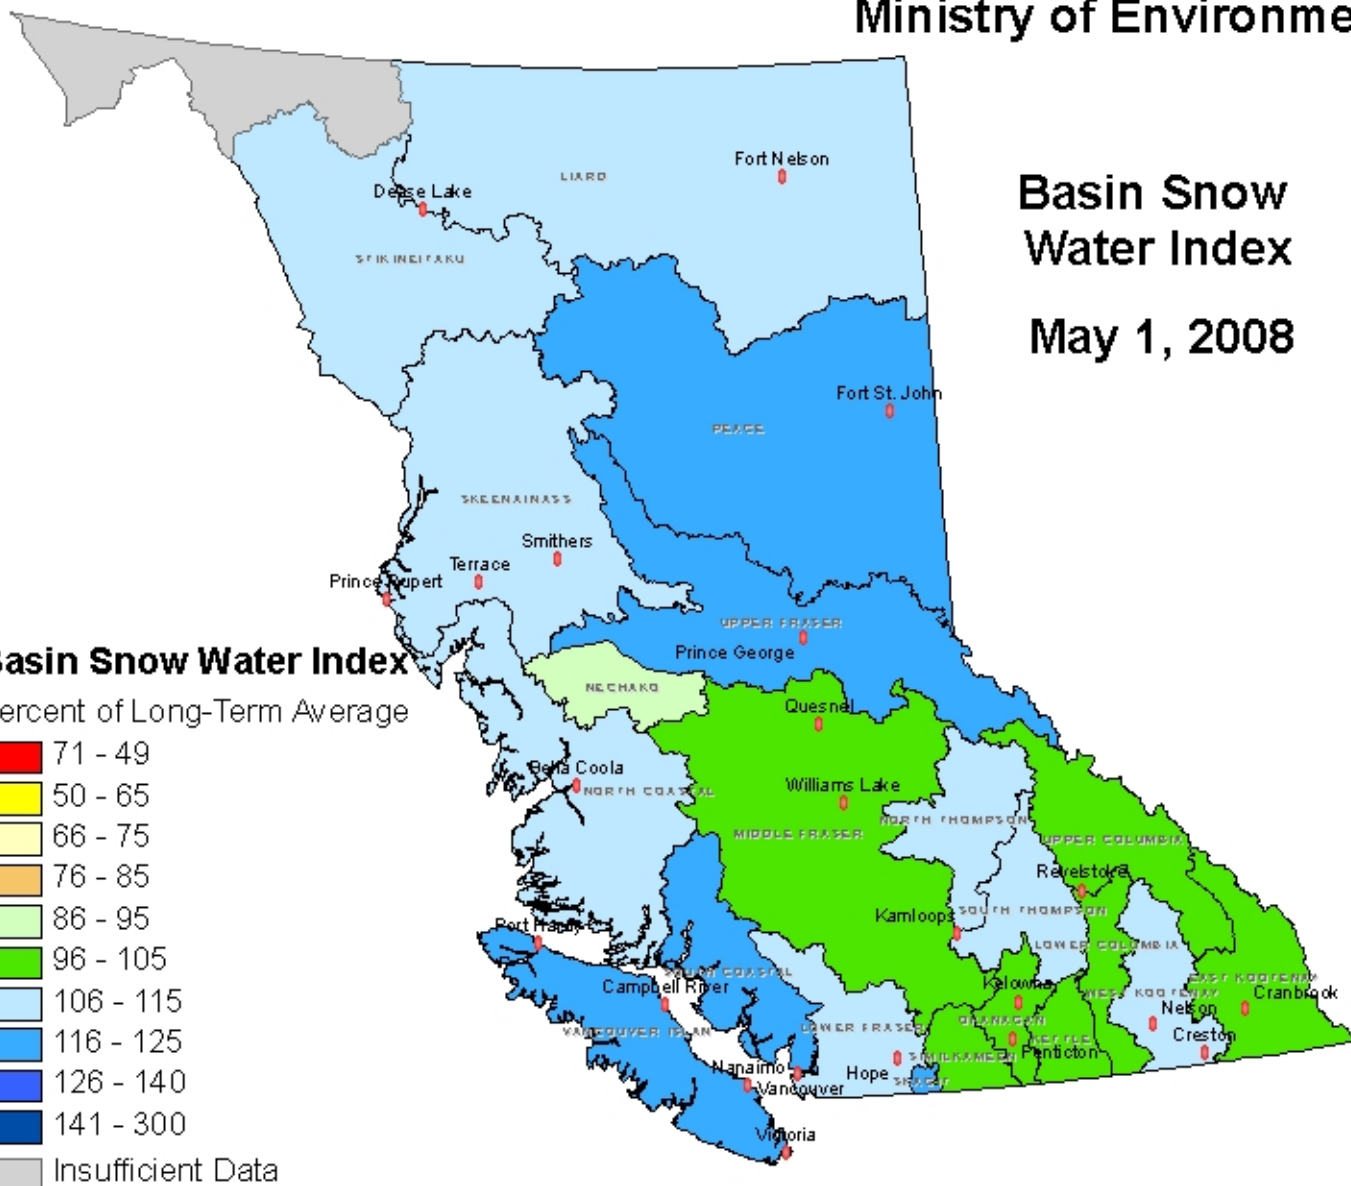 Ministry of Environme
Basin Snow
Water Index
May 1, 2008
Fort Nelson
LIARD
Dease Lake
Fort St. John
PEACE
Smithers
Terrace
Prince Rupert
UPPER FRASER
Prince George
NECHAKO
Quesnel
Bella Coola
NORTH COASTAL
Williams Lake
MIDDLE FRASER
NORTH THOMPSON
UPPER COLUMBIA
Revelstoke
Kamloops
SOUTH THOMPSON
LOWER COLUMBIA
Port Hardy
SOUTH COASTAL
Campbell River
VANCOUVER ISLAN
LOWER FRASER
Kelowna
WEST KOOTENAY
EAST KOOTENAY
Cranbrook
Nelson
OKANAGAN
KETTLE
Creston
SIMILKAMEEN
Penticton
Nanaimo
Vancouver
Hope
SKAGIT
Victoria
asin Snow Water Index
ercent of Long-Term Average
71 - 49
50 - 65
66 - 75
76 - 85
86 - 95
96 - 105
106 - 115
116 - 125
126 - 140
141 - 300
Insufficient Data